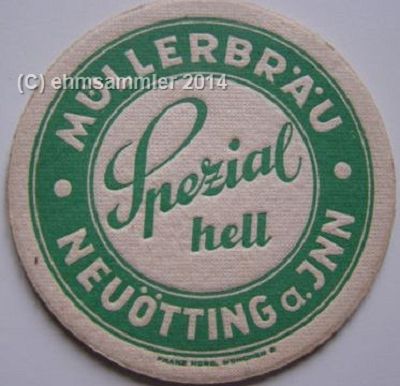 (C) ehmsammler 2014
MÜLLERBRÄU
Spezial
hell
NEUÖTTING a. JNN